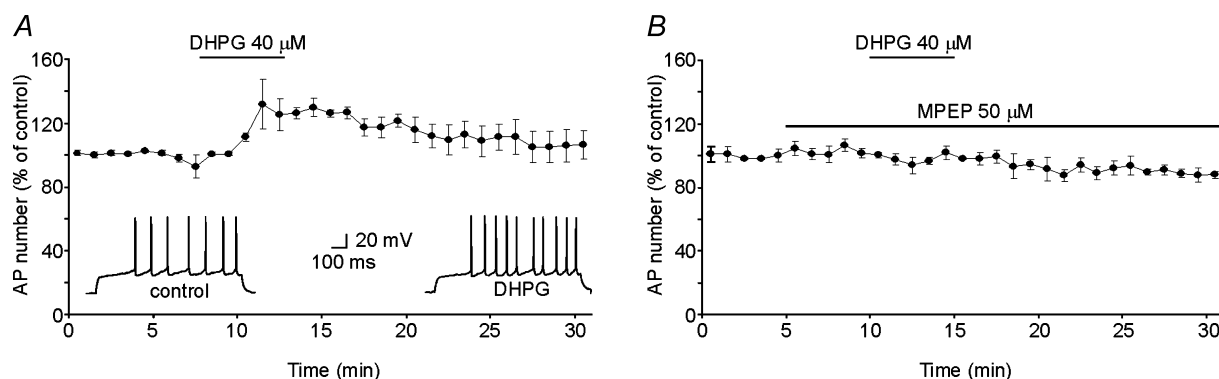 A
DHPG 40 μM
AP number (% of control)
160
120
80
40
0
control
20 mV
100 ms
DHPG
0 5 10 15 20 25 30
Time (min)
B
DHPG 40 μM
MPEP 50 μM
AP number (% of control)
160
120
80
40
0
0 5 10 15 20 25 30
Time (min)